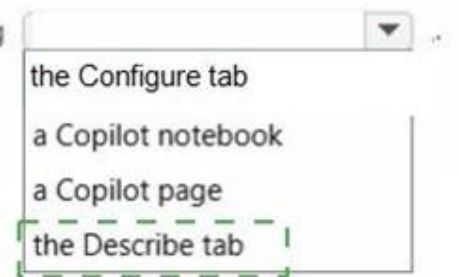 the Configure tab
a Copilot notebook
a Copilot page
the Describe tab